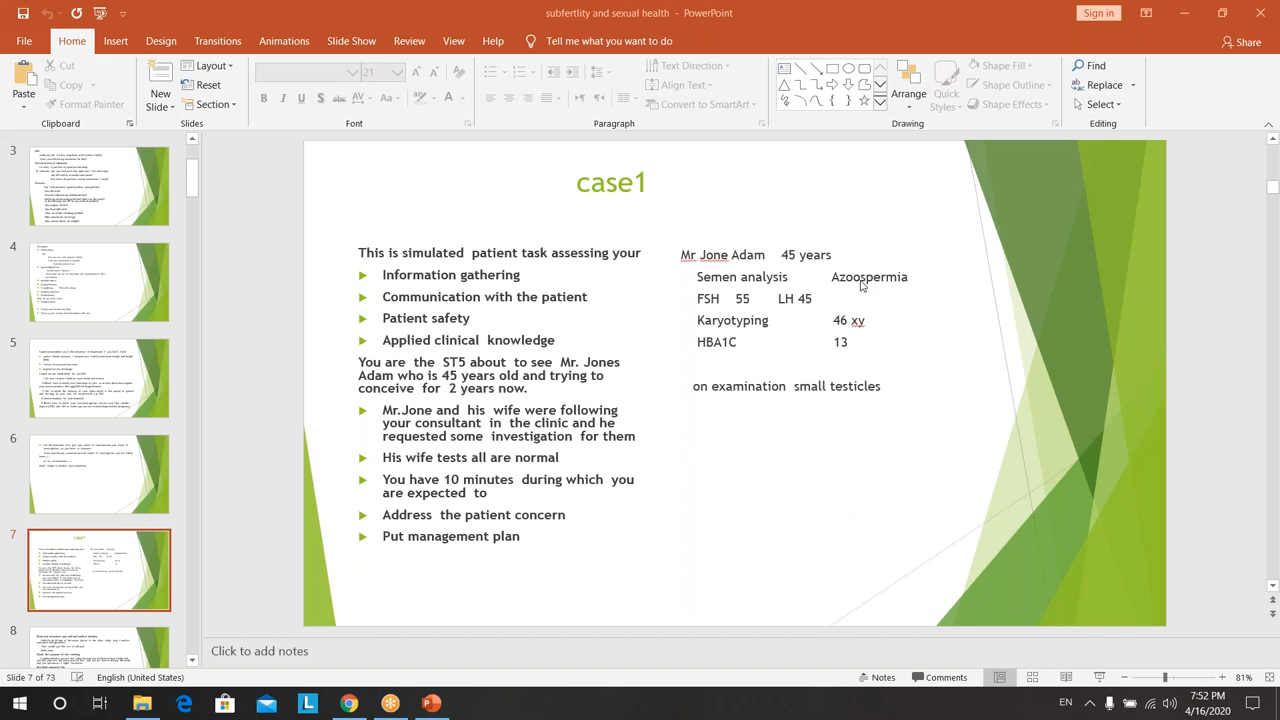 subfertlity and sexual health - PowerPoint
Sign in
File Home Insert Design Transitions Animations Slide Show Review View Help Tell me what you want to do
Share
Paste
Cut
Copy
Format Painter
Clipboard
New Slide
Layout
Reset
Section
Slides
21
Font
Paragraph
Text Direction
Align Text
Convert to SmartArt
Arrange
Quick Styles
Shape Fill
Shape Outline
Shape Effects
Drawing
Find
Replace
Select
Editing
3
4
6
7
8
case1
This is simulated patient task assessing your
Information gathering
Communication with the patient
Patient safety
Applied clinical knowledge
You are the ST5 about to see Mr. Jones
Adam who is 45 years old and trying to
conceive for 2 yers now.
Mr.Jone and his wife were following
your consultant in the clinic and he
requested some investigation for them
His wife tests all are normal
You have 10 minutes during which you
are expected to
Address the patient concern
Put management plan
Mr Jone Adam 45 years
Semen analysis Azoospermia
FSH 55 LH 45
Karyotyping 46 xy
HBA1C 13
on examination small testicles
Click to add notes
Slide 7 of 73 English (United States) Notes Comments 81%
EN 7:52 PM
4/16/2020